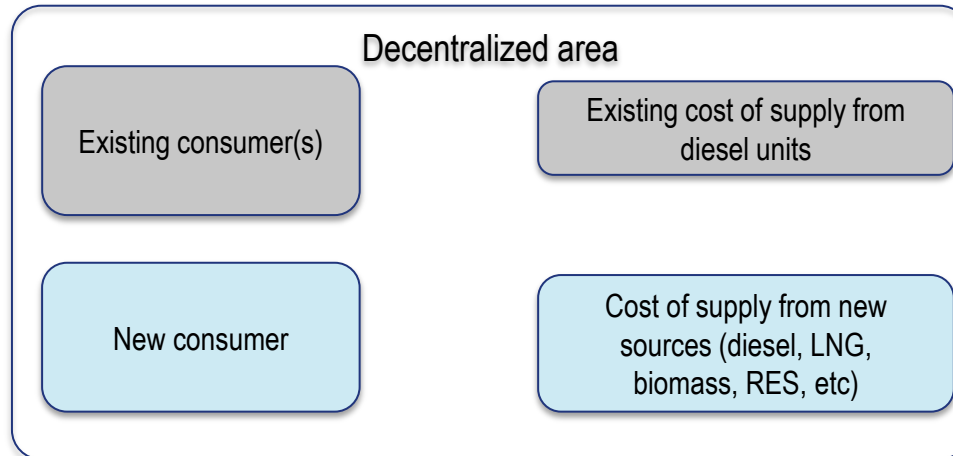 Decentralized area
Existing consumer(s)
Existing cost of supply from
diesel units
New consumer
Cost of supply from new
sources (diesel, LNG,
biomass, RES, etc)